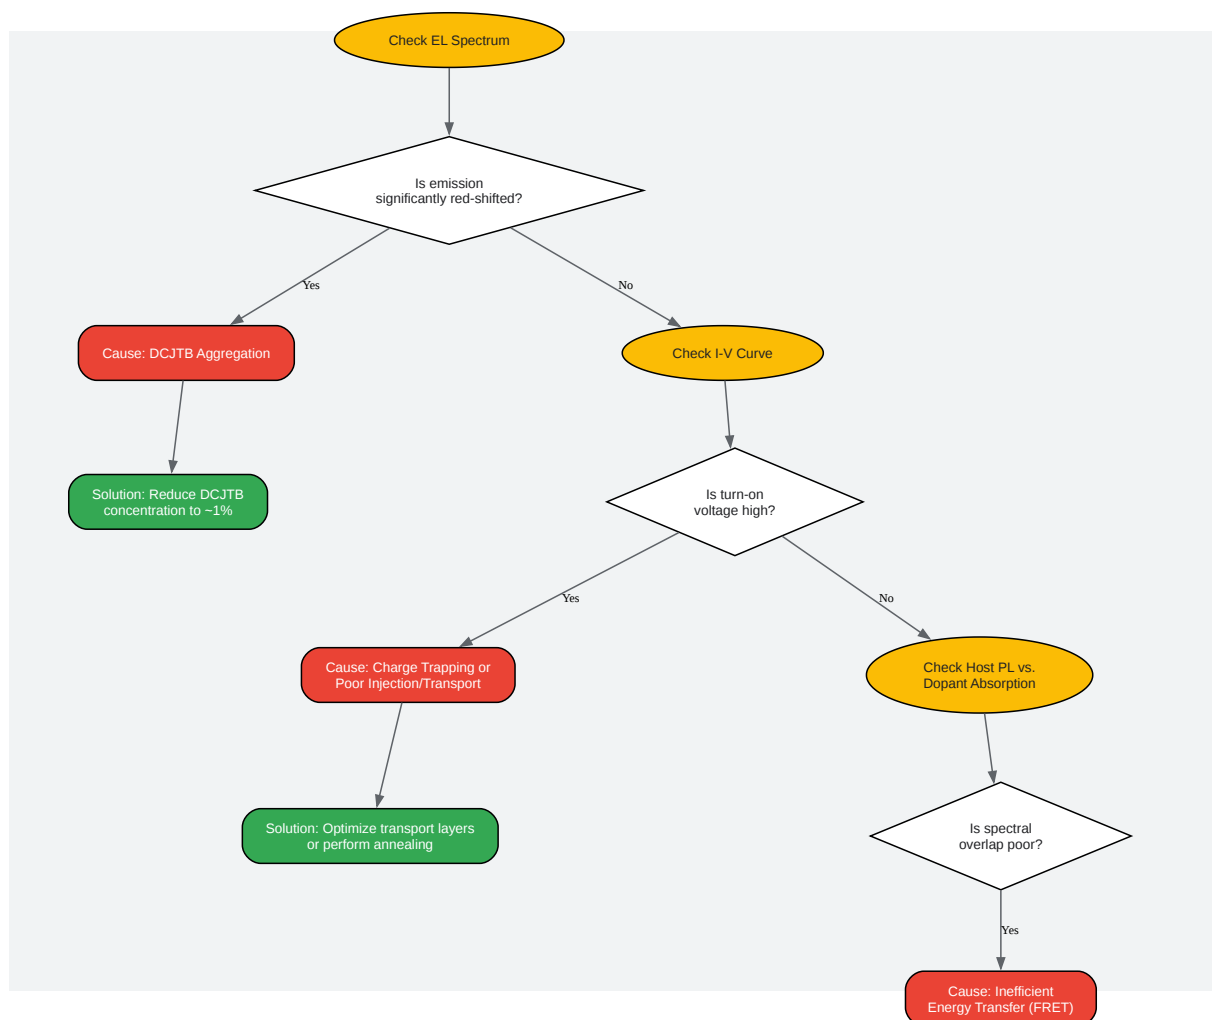 Check EL Spectrum
Is emission
significantly red-shifted?
Yes
No
Cause: DCJTB Aggregation
Check I-V Curve
Solution: Reduce DCJTB
concentration to ~1%
Is turn-on
voltage high?
Yes
No
Cause: Charge Trapping or
Poor Injection/Transport
Check Host PL vs.
Dopant Absorption
Solution: Optimize transport layers
or perform annealing
Is spectral
overlap poor?
Yes
Cause: Inefficient
Energy Transfer (FRET)